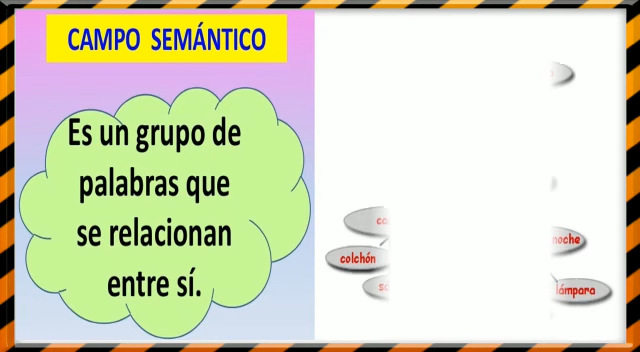 CAMPO SEMÁNTICO
Es un grupo de
palabras que
se relacionan
entre sí.
colchón
noche
lámpara